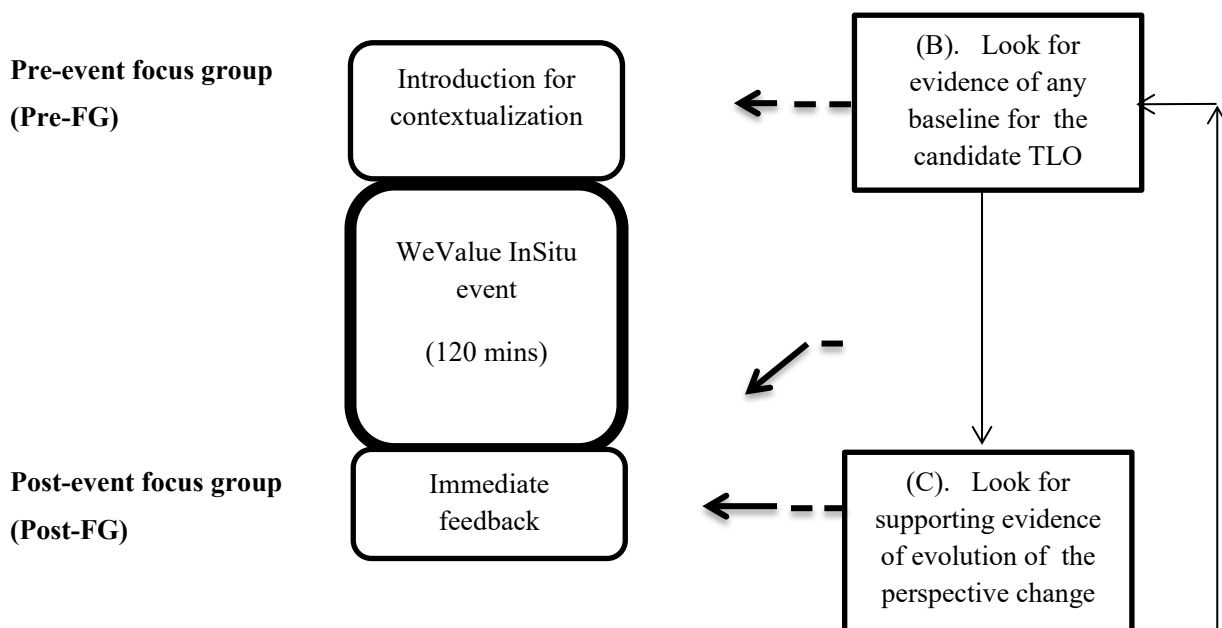 Pre-event focus group
(Pre-FG)
Introduction for
contextualization
(B). Look for
evidence of any
baseline for the
candidate TLO
WeValue InSitu
event
(120 mins)
Post-event focus group
(Post-FG)
Immediate
feedback
(C). Look for
supporting evidence
of evolution of the
perspective change